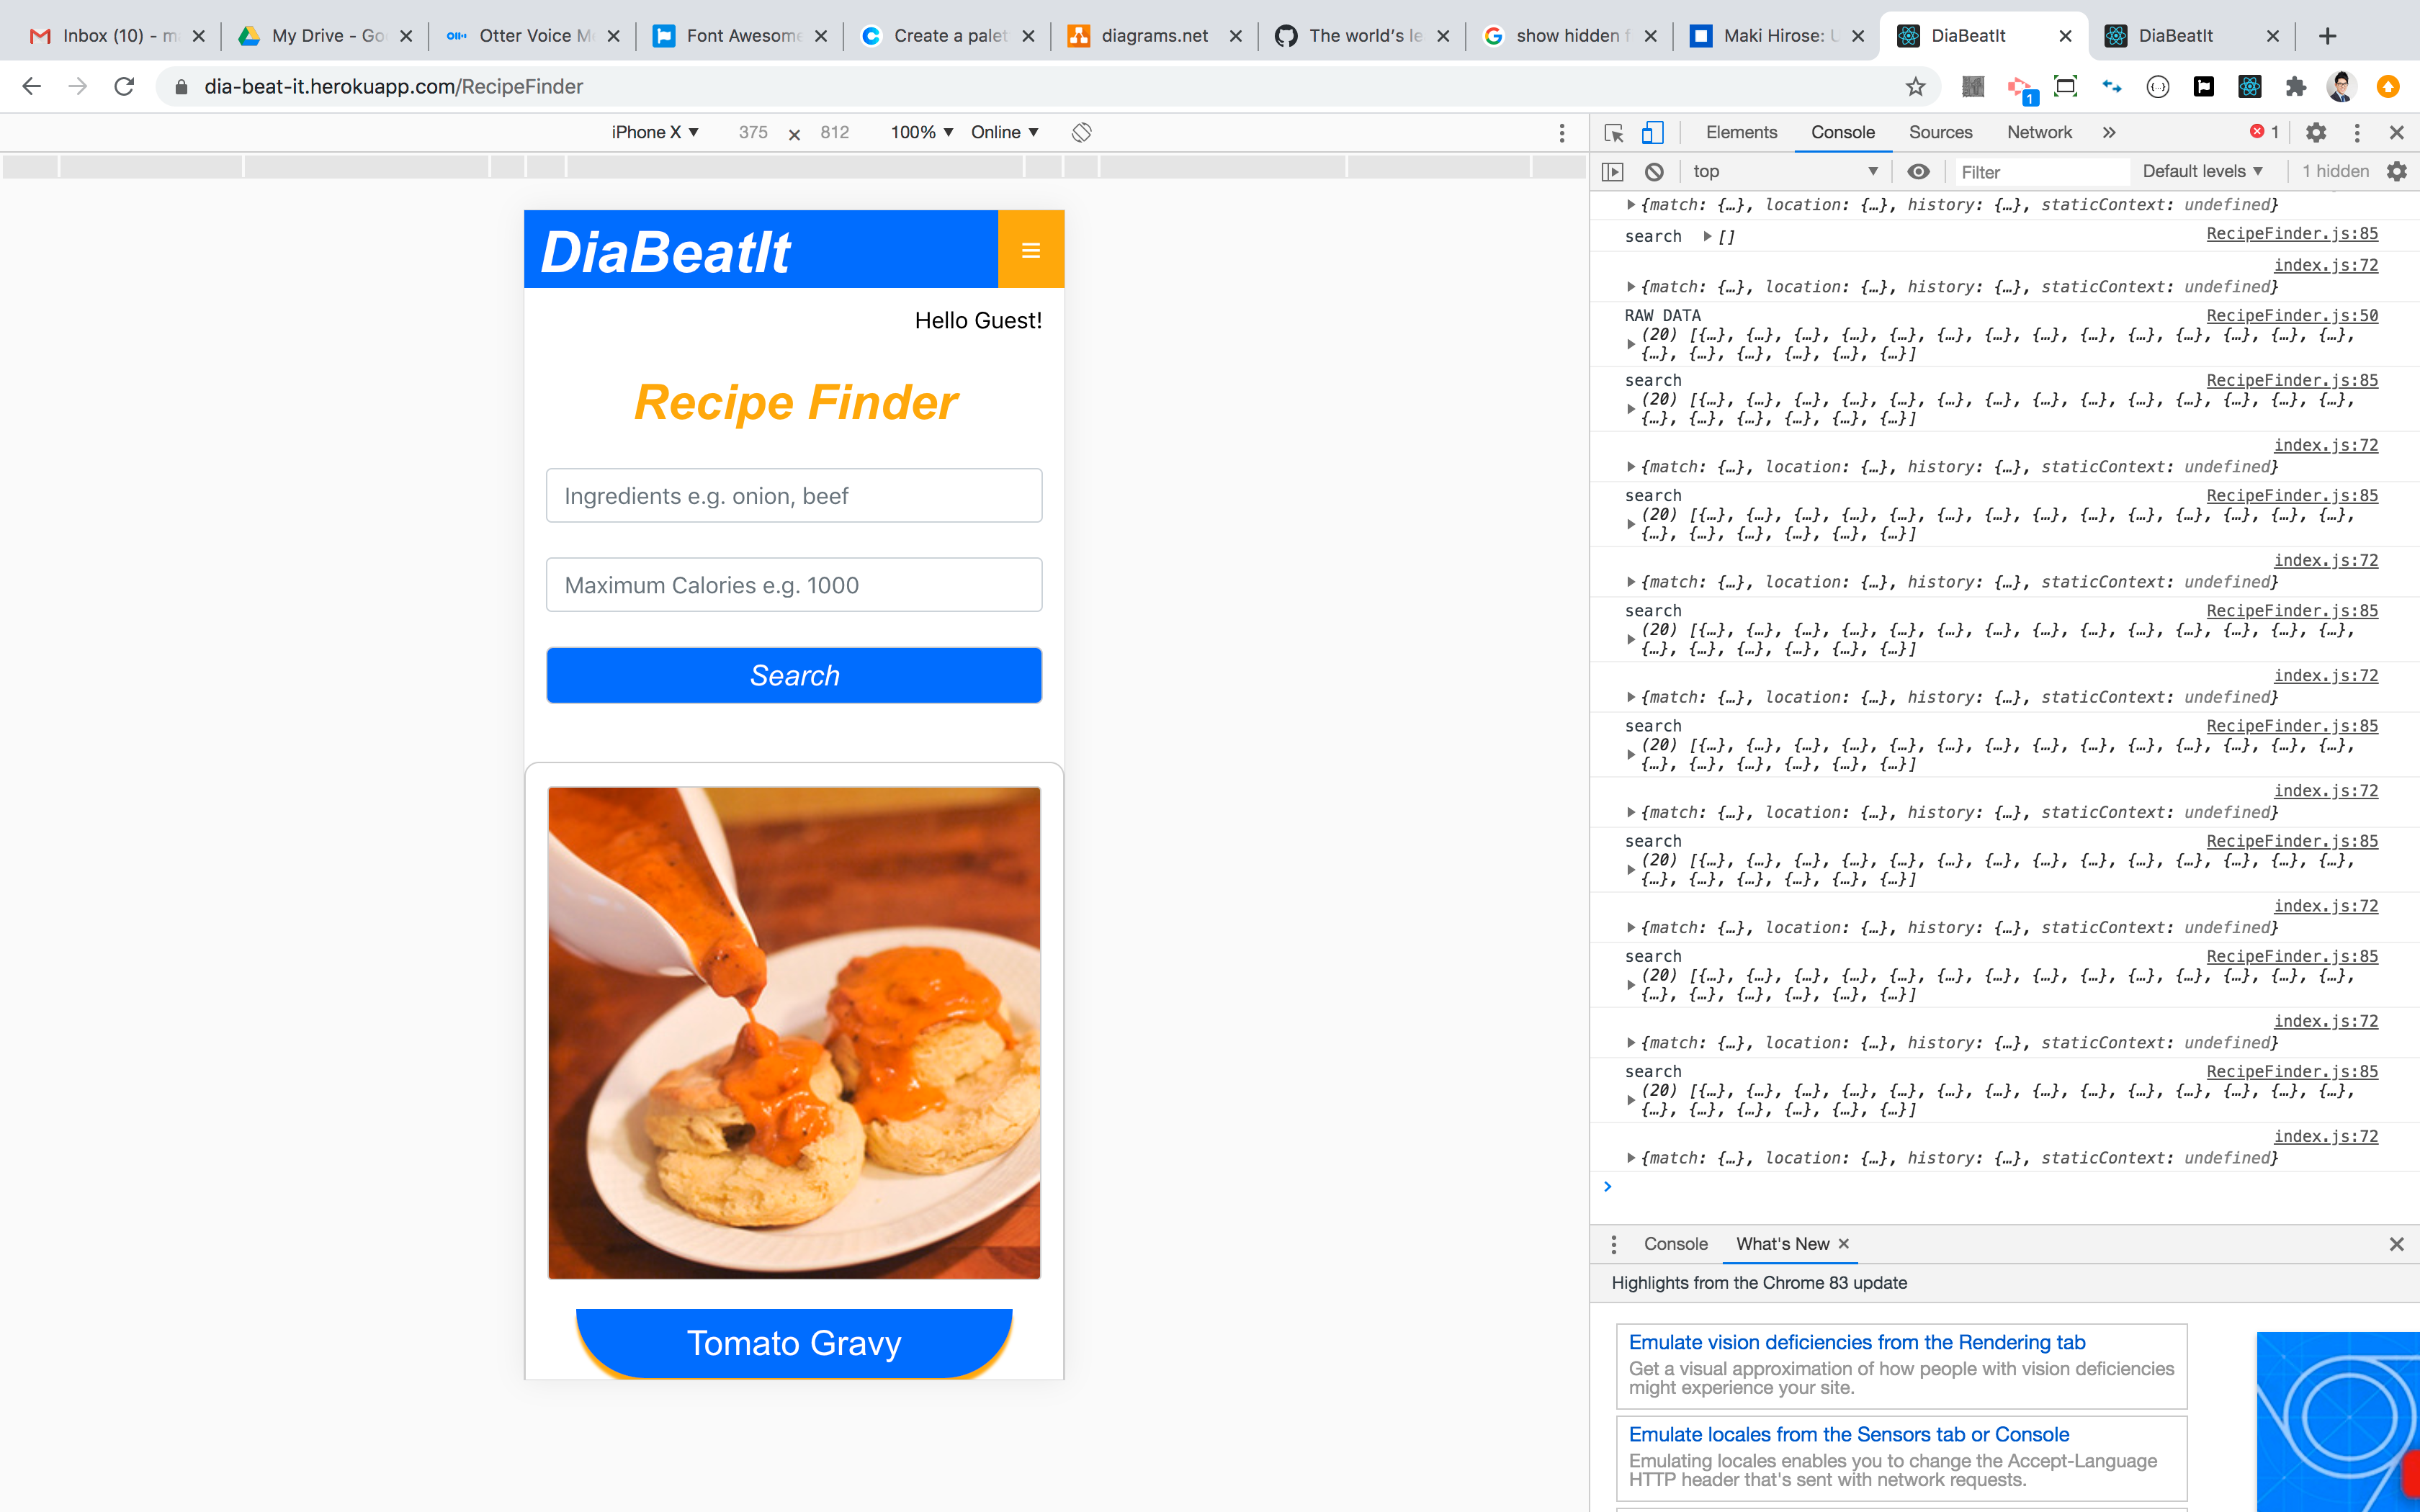 Inbox (10) - m
My Drive - Go
Otter Voice M
Font Awesome
Create a palet
diagrams.net
The world's le
show hidden f
Maki Hirose: U
DiaBeatIt
DiaBeatIt
dia-beat-it.herokuapp.com/RecipeFinder
1
iPhone X ▼ 375 × 812 100% ▼ Online ▼
DiaBeatIt
Hello Guest!
Recipe Finder
Ingredients e.g. onion, beef
Maximum Calories e.g. 1000
Search
Tomato Gravy
Elements Console Sources Network » 1
top ▼ Filter Default levels ▼ 1 hidden
{match: {…}, location: {…}, history: {…}, staticContext: undefined}
search ▶ [] RecipeFinder.js:85
index.js:72
▶ {match: {…}, location: {…}, history: {…}, staticContext: undefined}
RAW DATA RecipeFinder.js:50
(20) [{…}, {…}, {…}, {…}, {…}, {…}, {…}, {…}, {…}, {…}, {…}, {…}, {…}, {…},
{…}, {…}, {…}, {…}, {…}, {…}]
search RecipeFinder.js:85
(20) [{…}, {…}, {…}, {…}, {…}, {…}, {…}, {…}, {…}, {…}, {…}, {…}, {…}, {…},
{…}, {…}, {…}, {…}, {…}, {…}]
index.js:72
▶ {match: {…}, location: {…}, history: {…}, staticContext: undefined}
search RecipeFinder.js:85
(20) [{…}, {…}, {…}, {…}, {…}, {…}, {…}, {…}, {…}, {…}, {…}, {…}, {…}, {…},
{…}, {…}, {…}, {…}, {…}, {…}]
index.js:72
▶ {match: {…}, location: {…}, history: {…}, staticContext: undefined}
search RecipeFinder.js:85
(20) [{…}, {…}, {…}, {…}, {…}, {…}, {…}, {…}, {…}, {…}, {…}, {…}, {…}, {…},
{…}, {…}, {…}, {…}, {…}, {…}]
index.js:72
▶ {match: {…}, location: {…}, history: {…}, staticContext: undefined}
search RecipeFinder.js:85
(20) [{…}, {…}, {…}, {…}, {…}, {…}, {…}, {…}, {…}, {…}, {…}, {…}, {…}, {…},
{…}, {…}, {…}, {…}, {…}, {…}]
index.js:72
▶ {match: {…}, location: {…}, history: {…}, staticContext: undefined}
search RecipeFinder.js:85
(20) [{…}, {…}, {…}, {…}, {…}, {…}, {…}, {…}, {…}, {…}, {…}, {…}, {…}, {…},
{…}, {…}, {…}, {…}, {…}, {…}]
index.js:72
▶ {match: {…}, location: {…}, history: {…}, staticContext: undefined}
search RecipeFinder.js:85
(20) [{…}, {…}, {…}, {…}, {…}, {…}, {…}, {…}, {…}, {…}, {…}, {…}, {…}, {…},
{…}, {…}, {…}, {…}, {…}, {…}]
index.js:72
▶ {match: {…}, location: {…}, history: {…}, staticContext: undefined}
search RecipeFinder.js:85
(20) [{…}, {…}, {…}, {…}, {…}, {…}, {…}, {…}, {…}, {…}, {…}, {…}, {…}, {…},
{…}, {…}, {…}, {…}, {…}, {…}]
index.js:72
▶ {match: {…}, location: {…}, history: {…}, staticContext: undefined}
Console What's New ×
Highlights from the Chrome 83 update
Emulate vision deficiencies from the Rendering tab
Get a visual approximation of how people with vision deficiencies
might experience your site.
Emulate locales from the Sensors tab or Console
Emulating locales enables you to change the Accept-Language
HTTP header that's sent with network requests.